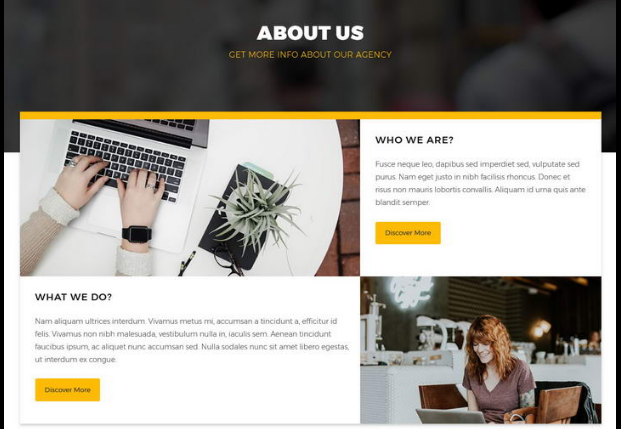 ABOUT US
GET MORE INFO ABOUT OUR AGENCY
WHO WE ARE?
Fusce neque leo, dapibus sed imperdiet sed, vulputate sed
purus. Nam eget justo in nibh facilisis rhoncus. Donec et
risus non mauris lobortis convallis. Aliquam id urna quis ante
blandit semper.
Discover More
WHAT WE DO?
Nam aliquam ultrices interdum. Vivamus metus mi, accumsan a tincidunt a, efficitur id
felis. Vivamus non nibh malesuada, vestibulum nulla in, iaculis sem. Aenean tincidunt
faucibus ipsum, ac aliquet nunc accumsan sed. Nulla sodales nunc sit amet libero egestas,
ut interdum ex congue.
Discover More